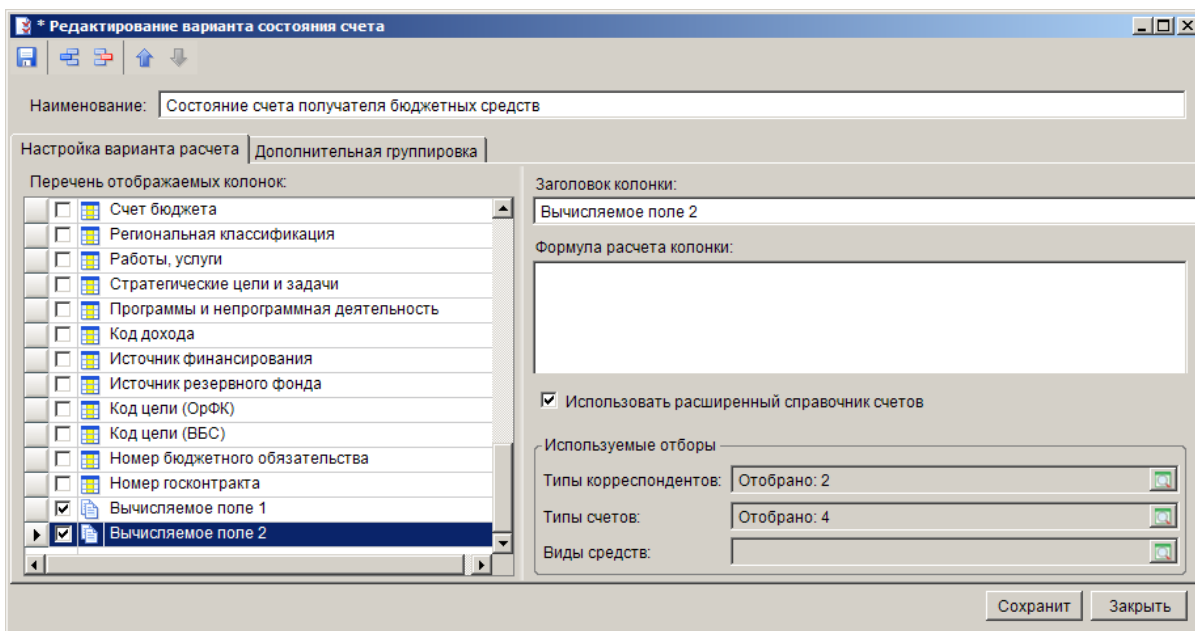 * Редактирование варианта состояния счета
Наименование: Состояние счета получателя бюджетных средств
Настройка варианта расчета Дополнительная группировка
Перечень отображаемых колонок:
Счет бюджета
Региональная классификация
Работы, услуги
Стратегические цели и задачи
Программы и непрограммная деятельность
Код дохода
Источник финансирования
Источник резервного фонда
Код цели (ОрФК)
Код цели (ВБС)
Номер бюджетного обязательства
Номер госконтракта
Вычисляемое поле 1
Вычисляемое поле 2
Заголовок колонки:
Вычисляемое поле 2
Формула расчета колонки:
Использовать расширенный справочник счетов
Используемые отборы
Типы корреспондентов: Отобрано: 2
Типы счетов: Отобрано: 4
Виды средств:
Сохранит Закрыть